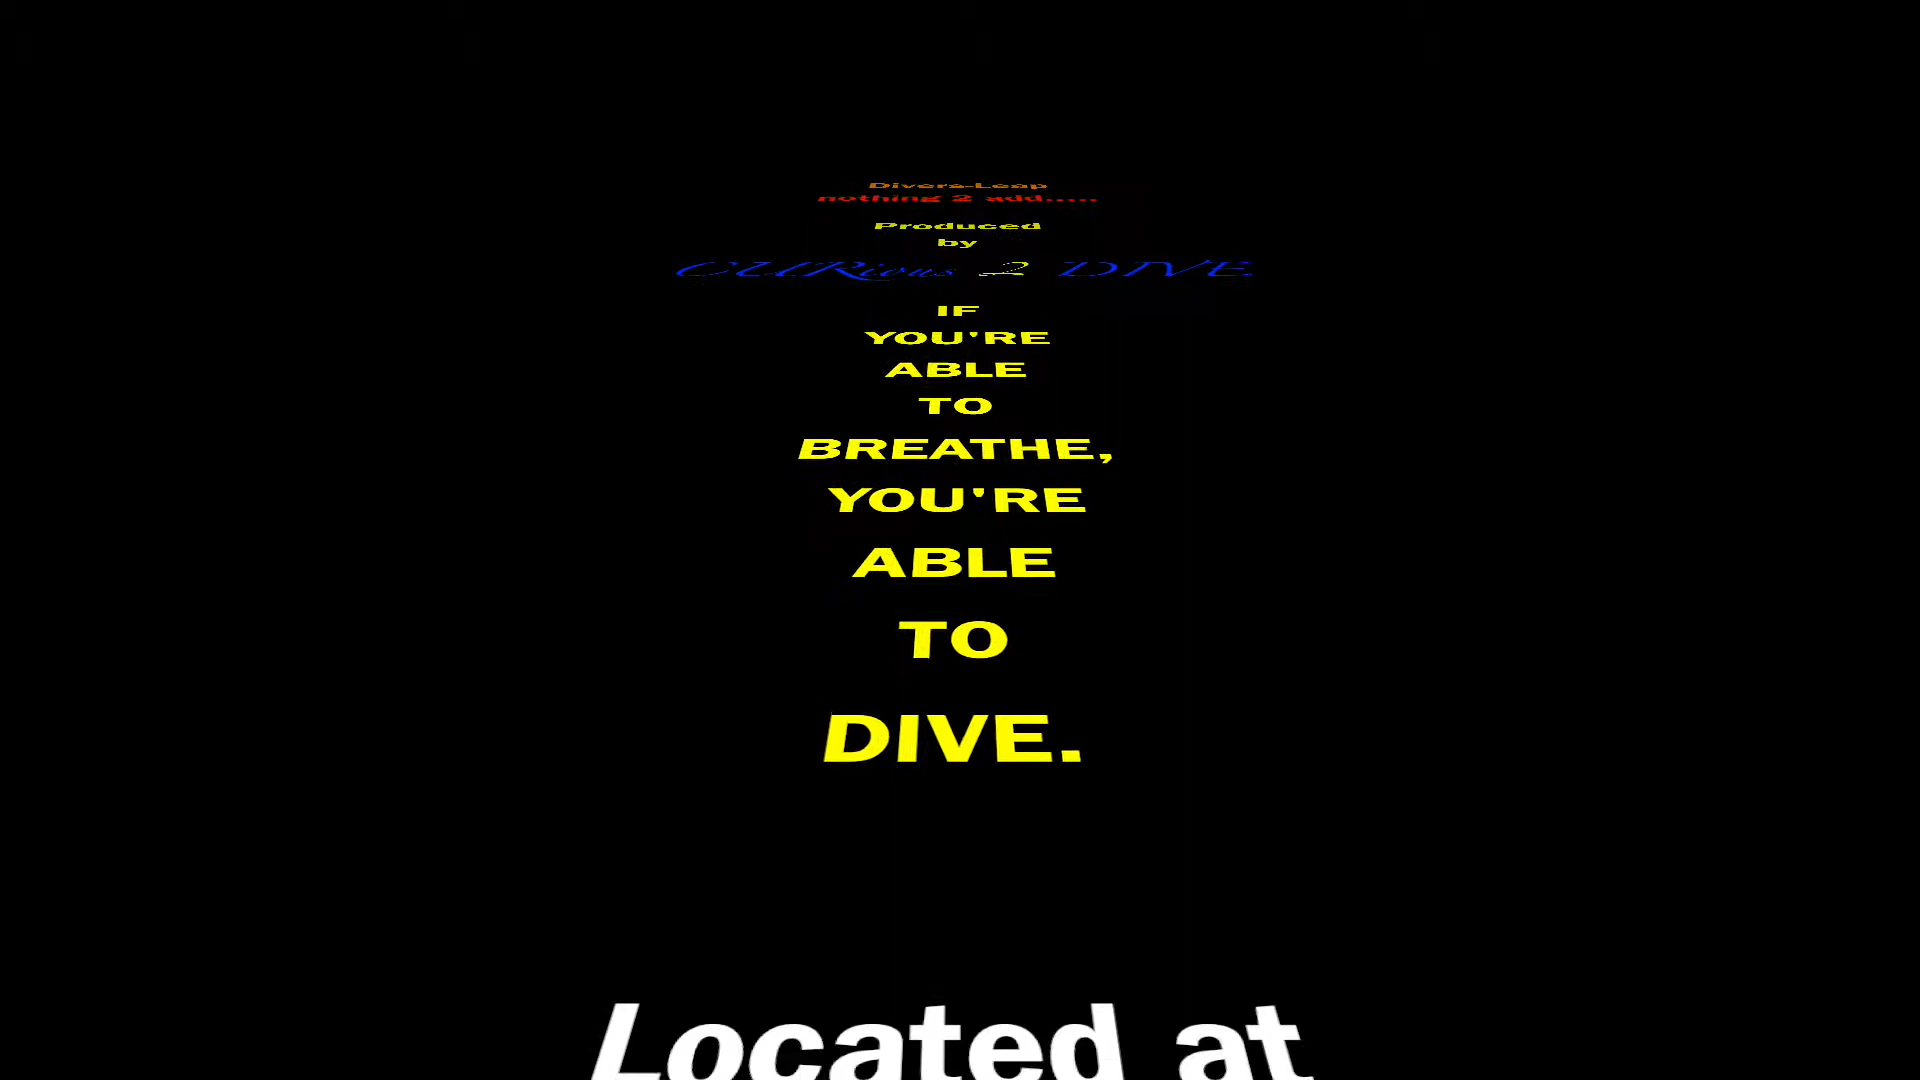 Divers-Leap
nothing 2 add.....
Produced
by
CURious 2 DIVE
IF
YOU'RE
ABLE
TO
BREATHE,
YOU'RE
ABLE
TO
DIVE.
Located at